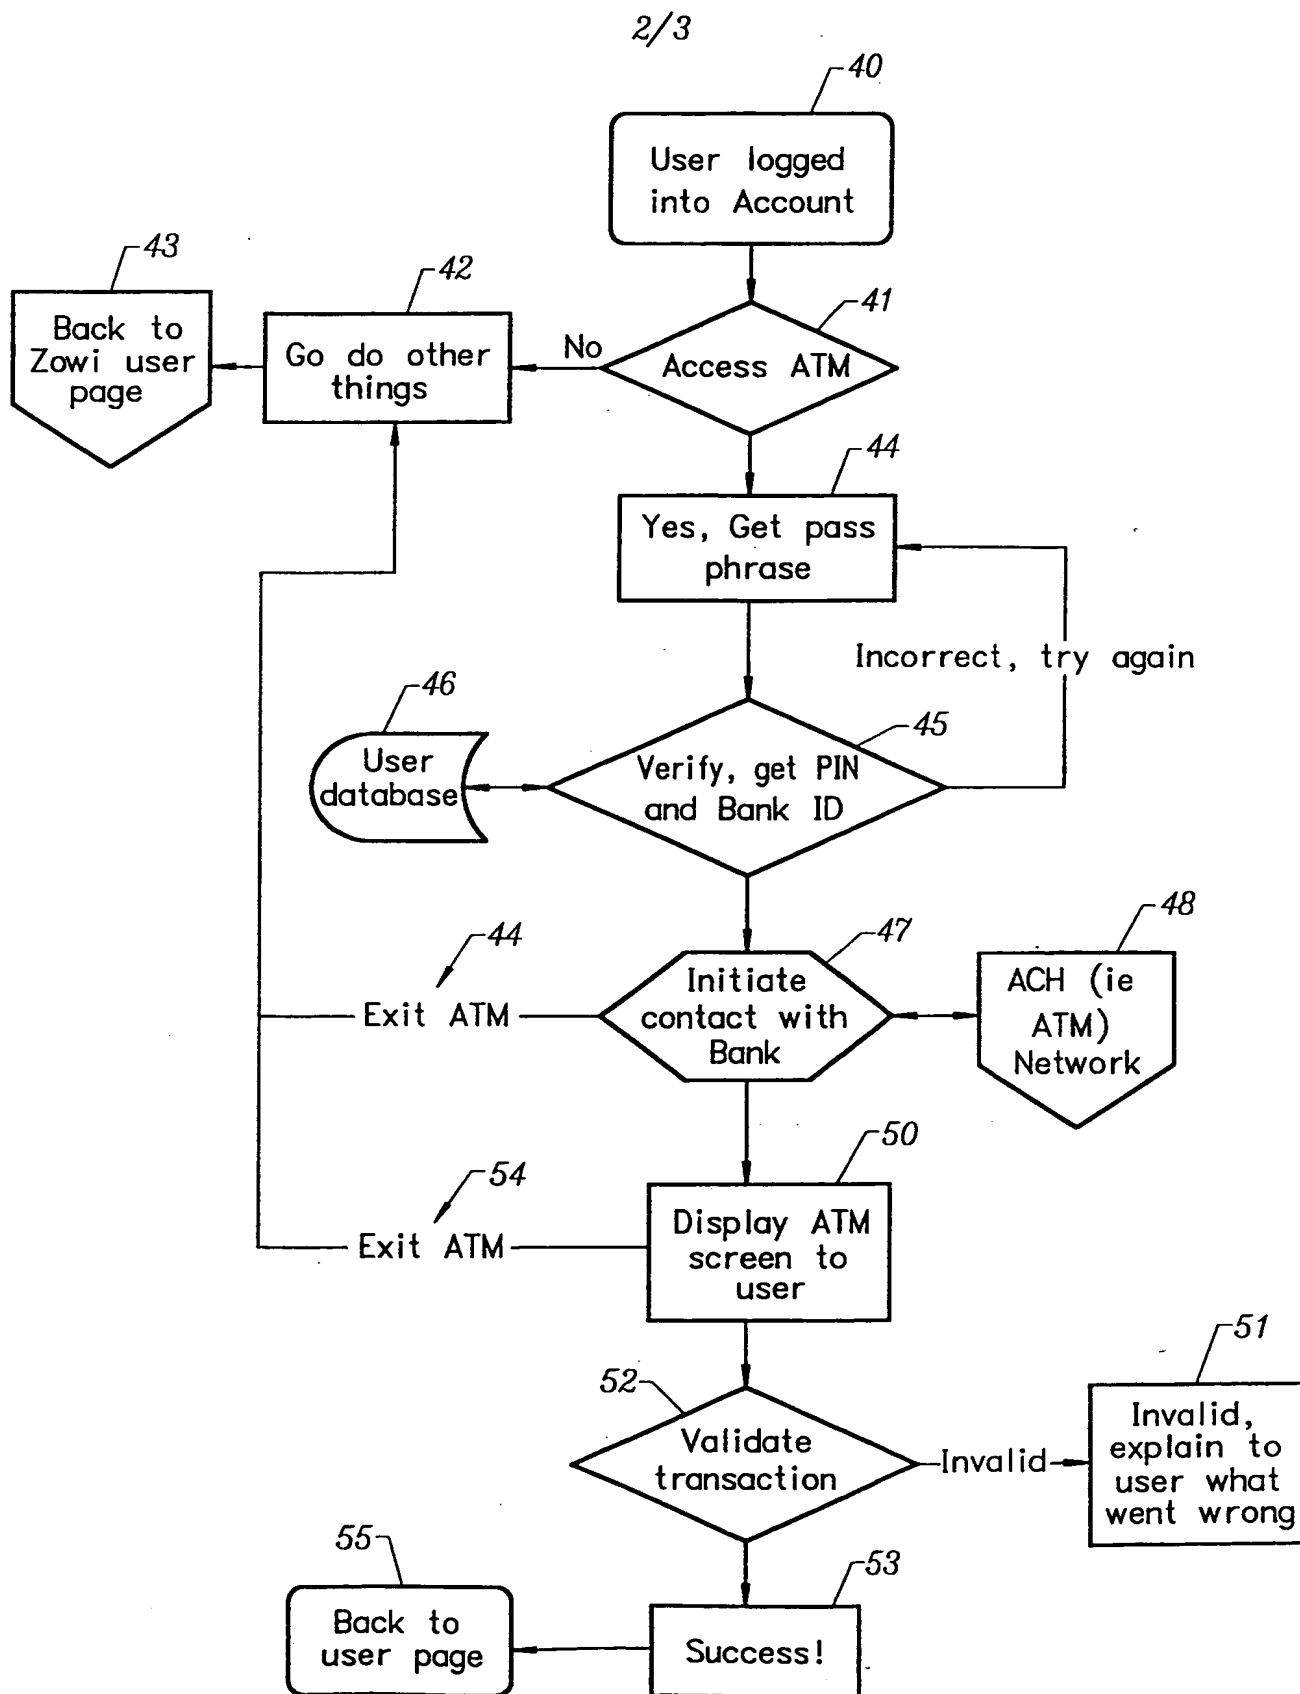 2/3
40
User logged
into Account
43
42
41
Back to
Zowi user
page
Go do other
things
No
Access ATM
44
Yes, Get pass
phrase
Incorrect, try again
46
45
User
database
Verify, get PIN
and Bank ID
44
47
48
Exit ATM
Initiate
contact with
Bank
ACH (ie
ATM)
Network
54
50
Exit ATM
Display ATM
screen to
user
52
51
Validate
transaction
Invalid
Invalid,
explain to
user what
went wrong
55
53
Back to
user page
Success!